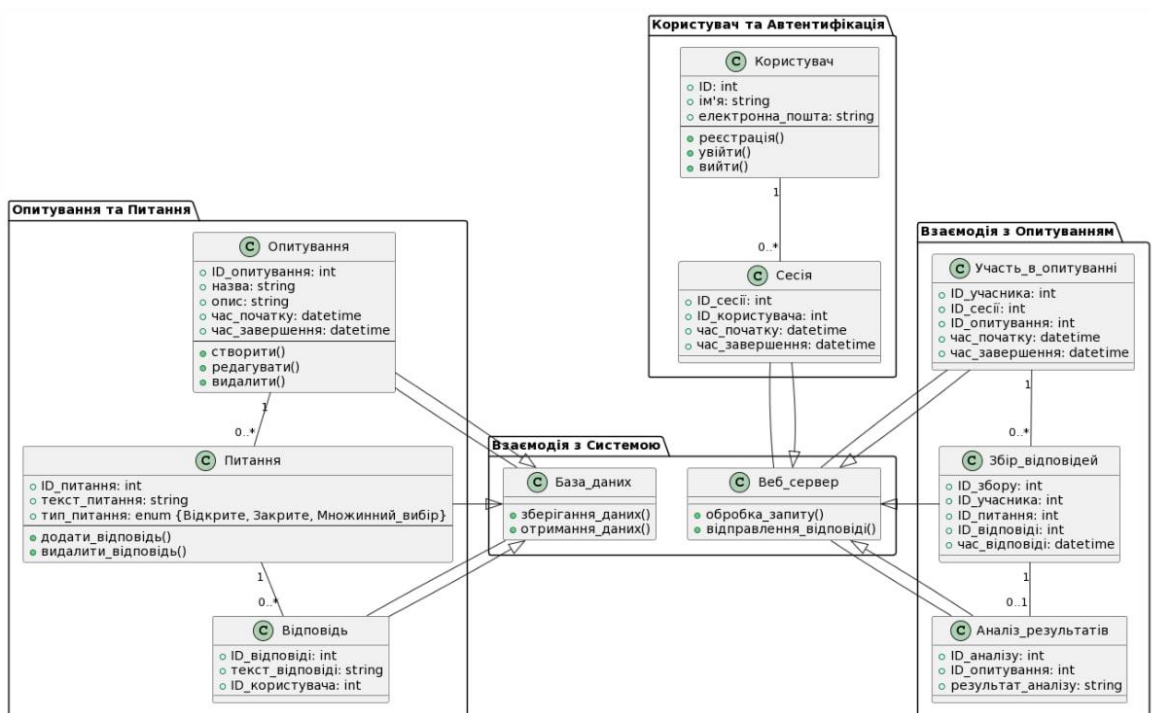 Користувач та Автентифікація
C Користувач
ID: int
ім'я: string
електронна_пошта: string
реєстрація()
увійти()
вийти()
1
0..*
C Сесія
ID_сесії: int
ID_користувача: int
час_початку: datetime
час_завершення: datetime
Опитування та Питання
C Опитування
ID_опитування: int
назва: string
опис: string
час_початку: datetime
час_завершення: datetime
створити()
редагувати()
видалити()
1
0..*
C Питання
ID_питання: int
текст_питання: string
тип_питання: enum {Відкрите, Закрите, Множинний_вибір}
додати_відповідь()
видалити_відповідь()
1
0..*
C Відповідь
ID_відповіді: int
текст_відповіді: string
ID_користувача: int
Взаємодія з Системою
C База_даних
зберігання_даних()
отримання_даних()
C Веб_сервер
обробка_запиту()
відправлення_відповіді()
Взаємодія з Опитуванням
C Участь_в_опитуванні
ID_учасника: int
ID_сесії: int
ID_опитування: int
час_початку: datetime
час_завершення: datetime
1
0..*
C Збір_відповідей
ID_збору: int
ID_учасника: int
ID_питання: int
ID_відповіді: int
час_відповіді: datetime
1
0..1
C Аналіз_результатів
ID_аналізу: int
ID_опитування: int
результат_аналізу: string